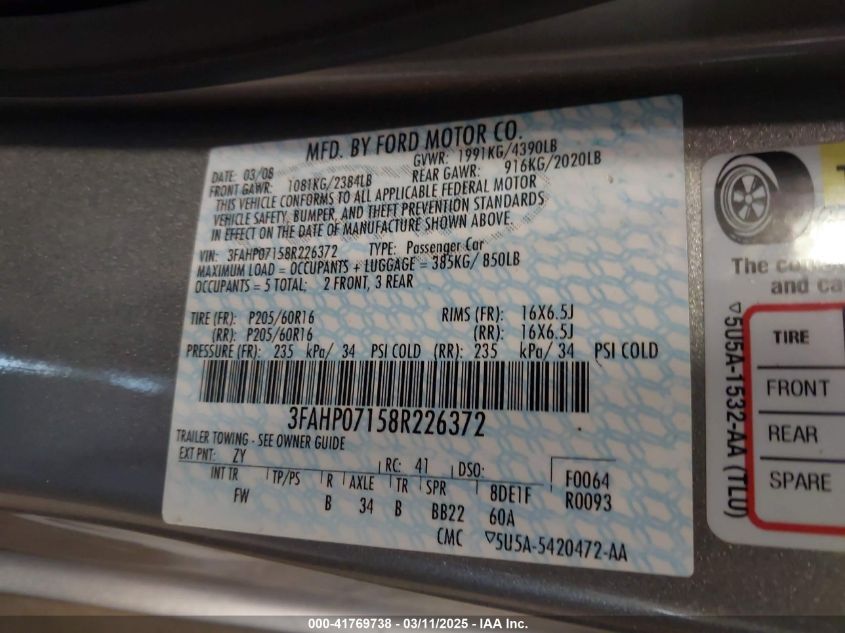 MFD. BY FORD MOTOR CO.
DATE: 03/08 GVWR: 1991KG/4390LB
FRONT GAWR: 1081KG/2384LB REAR GAWR: 916KG/2020LB
THIS VEHICLE CONFORMS TO ALL APPLICABLE FEDERAL MOTOR
VEHICLE SAFETY, BUMPER, AND THEFT PREVENTION STANDARDS
IN EFFECT ON THE DATE OF MANUFACTURE SHOWN ABOVE.
VIN: 3FAHP07158R226372 TYPE: Passenger Car
MAXIMUM LOAD = OCCUPANTS + LUGGAGE = 385KG/ 850LB
OCCUPANTS = 5 TOTAL: 2 FRONT, 3 REAR
TIRE (FR): P205/60R16 RIMS (FR): 16X6.5J
(RR): P205/60R16 (RR): 16X6.5J
PRESSURE (FR): 235 kPa/ 34 PSI COLD (RR): 235 kPa/ 34 PSI COLD
3FAHP07158R226372
TRAILER TOWING - SEE OWNER GUIDE
EXT PNT: ZY RC: 41 DSO: F0064
INT TR TP/PS R AXLE TR SPR 8DE1F R0093
FW B 34 B BB22 60A
CMC ▽5U5A-5420472-AA
The
and
▽5U5A-1532-AA (TL0)
TIRE
FRONT
REAR
SPARE
000-41769738 - 03/11/2025 - IAA Inc.